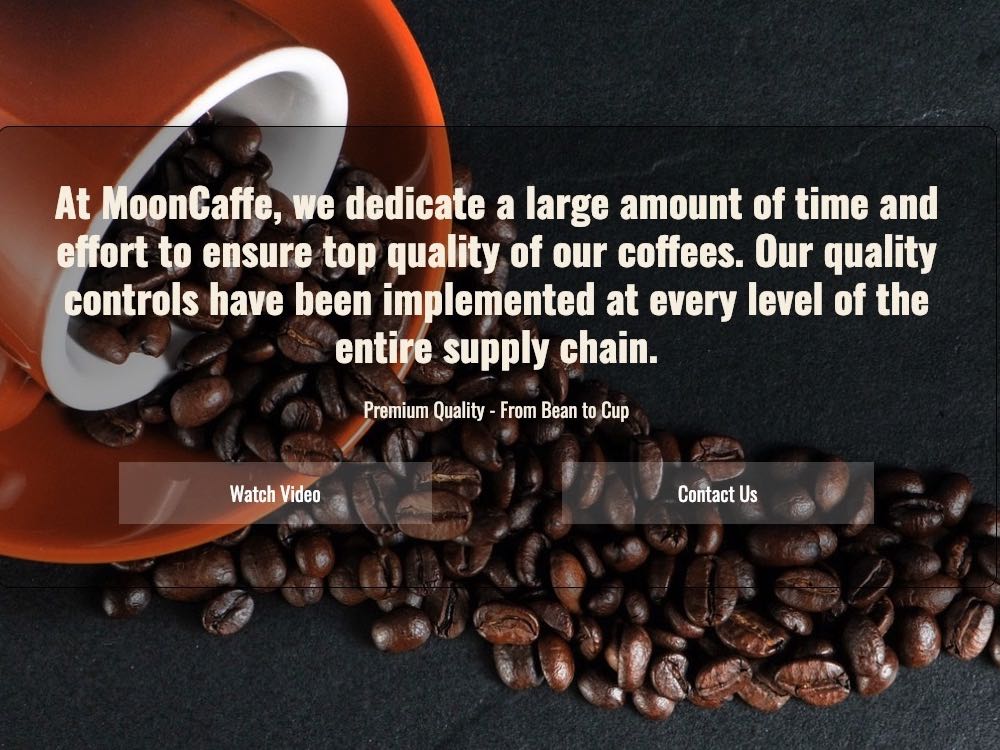 At MoonCaffe, we dedicate a large amount of time and
effort to ensure top quality of our coffees. Our quality
controls have been implemented at every level of the
entire supply chain.
Premium Quality - From Bean to Cup
Watch Video
Contact Us